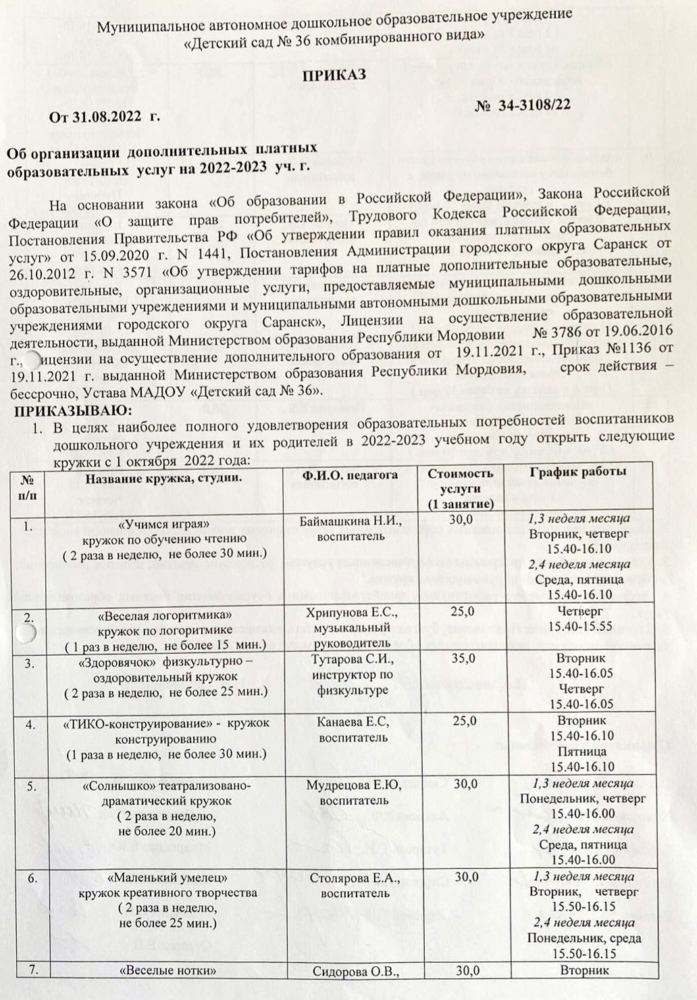 Муниципальное автономное дошкольное образовательное учреждение
«Детский сад № 36 комбинированного вида»
ПРИКАЗ
От 31.08.2022 г.
№ 34-3108/22
Об организации дополнительных платных
образовательных услуг на 2022-2023 уч. г.
На основании закона «Об образовании в Российской Федерации», Закона Российской
Федерации «О защите прав потребителей», Трудового Кодекса Российской Федерации,
Постановления Правительства РФ «Об утверждении правил оказания платных образовательных
услуг» от 15.09.2020 г. N 1441, Постановления Администрации городского округа Саранск от
26.10.2012 г. N 3571 «Об утверждении тарифов на платные дополнительные образовательные,
оздоровительные, организационные услуги, предоставляемые муниципальными дошкольными
образовательными учреждениями и муниципальными автономными дошкольными образовательными
учреждениями городского округа Саранск», Лицензии на осуществление образовательной
деятельности, выданной Министерством образования Республики Мордовии № 3786 от 19.06.2016
г., ицензии на осуществление дополнительного образования от 19.11.2021 г., Приказ №1136 от
19.11.2021 г. выданной Министерством образования Республики Мордовия, срок действия –
бессрочно, Устава МАДОУ «Детский сад № 36».
ПРИКАЗЫВАЮ:
1. В целях наиболее полного удовлетворения образовательных потребностей воспитанников
дошкольного учреждения и их родителей в 2022-2023 учебном году открыть следующие
кружки с 1 октября 2022 года:
№ Название кружка, студии. Ф.И.О. педагога Стоимость График работы
п/п услуги
(1 занятие)
1. «Учимся играя» Баймашкина Н.И., 30,0 1,3 неделя месяца
кружок по обучению чтению воспитатель Вторник, четверг
( 2 раза в неделю, не более 30 мин.) 15.40-16.10
2,4 неделя месяца
Среда, пятница
15.40-16.10
2. «Веселая логоритмика» Хрипунова Е.С., 25,0 Четверг
кружок по логоритмике музыкальный 15.40-15.55
( 1 раз в неделю, не более 15 мин.) руководитель
3. «Здоровячок» физкультурно – Тутарова С.И., 35,0 Вторник
оздоровительный кружок инструктор по 15.40-16.05
( 2 раза в неделю, не более 25 мин.) физкультуре Четверг
15.40-16.05
4. «ТИКО-конструирование» - кружок Канаева Е.С, 25,0 Вторник
конструированию воспитатель 15.40-16.10
(1 раза в неделю, не более 30 мин.) Пятница
15.40-16.10
5. «Солнышко» театрализовано- Мудрецова Е.Ю, 30,0 1,3 неделя месяца
драматический кружок воспитатель Понедельник, четверг
( 2 раза в неделю, 15.40-16.00
не более 20 мин.) 2,4 неделя месяца
Среда, пятница
15.40-16.00
6. «Маленький умелец» Столярова Е.А., 30,0 1,3 неделя месяца
кружок креативного творчества воспитатель Вторник, четверг
( 2 раза в неделю, 15.50-16.15
не более 25 мин.) 2,4 неделя месяца
Понедельник, среда
15.50-16.15
7. «Веселые нотки» Сидорова О.В., 30,0 Вторник